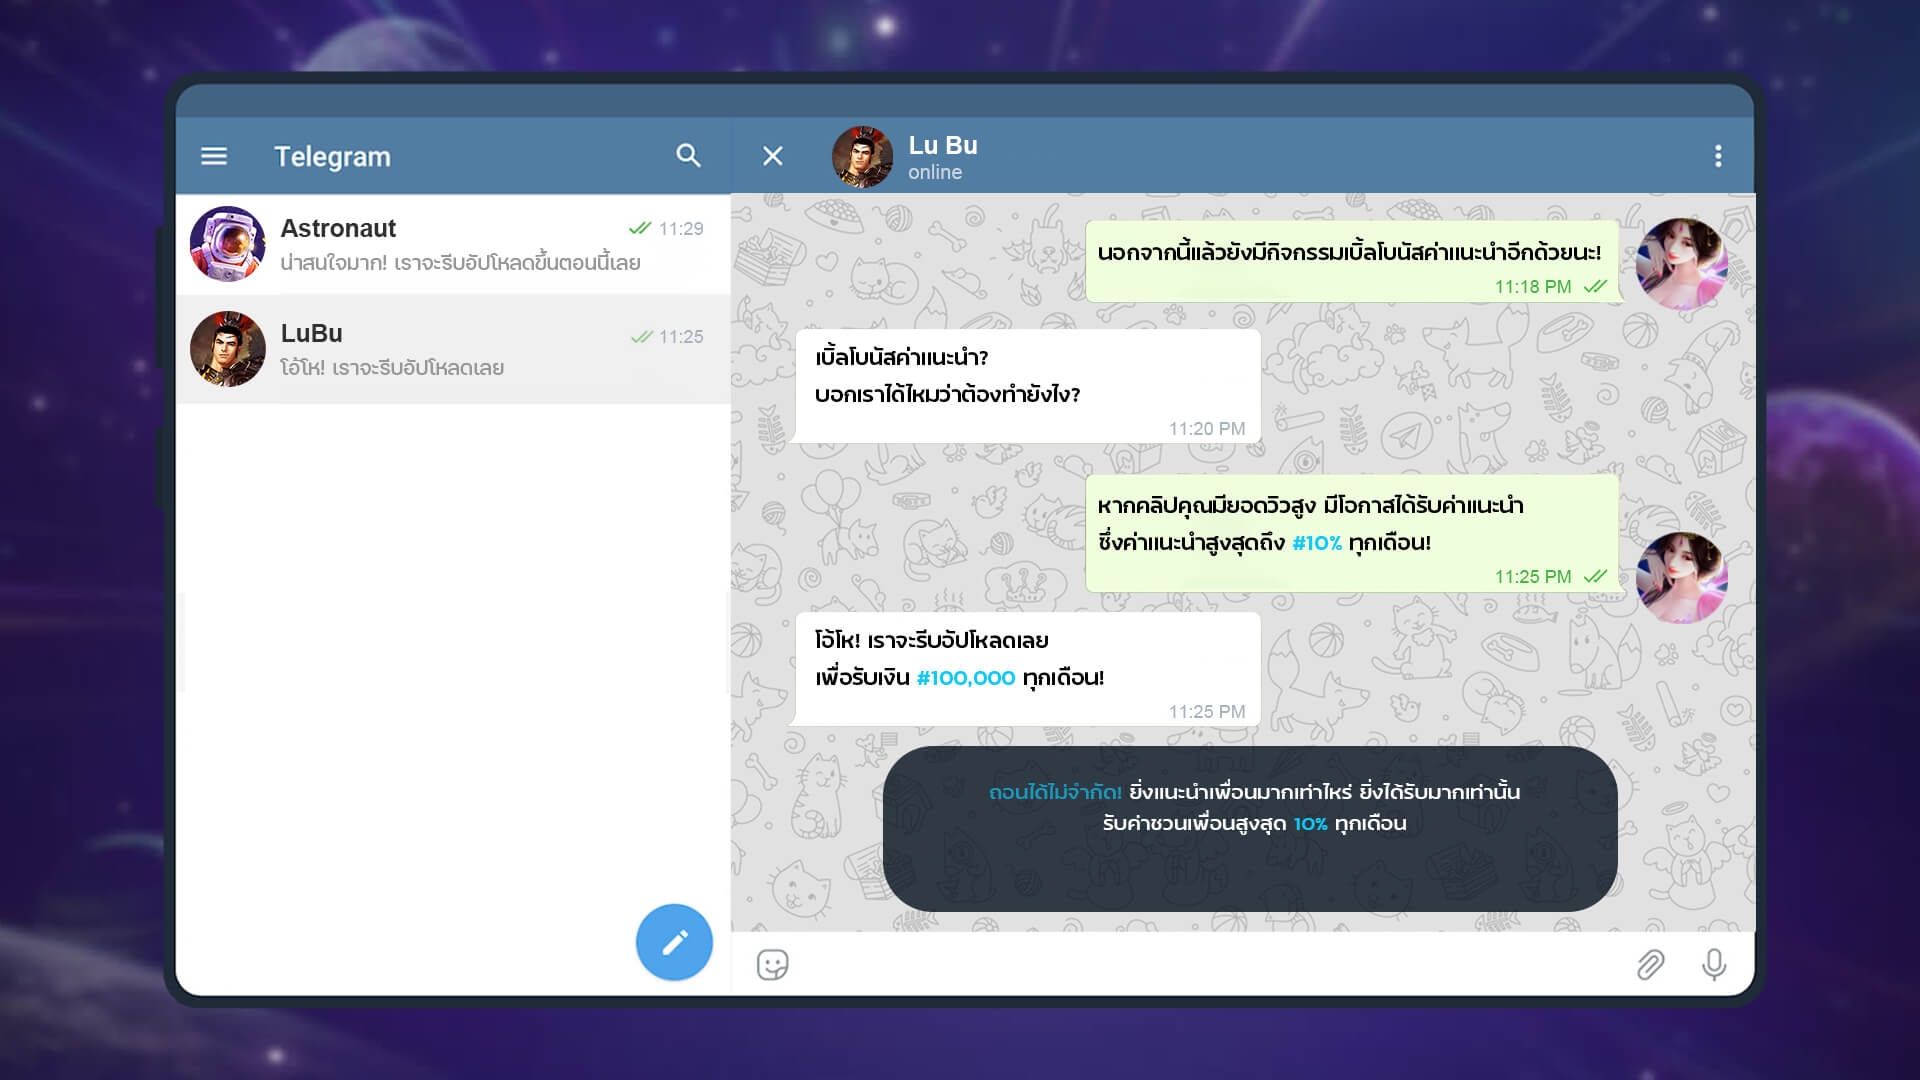 Telegram
Astronaut
11:29
น่าสนใจมาก! เราจะรีบอัปโหลดขึ้นตอนนี้เลย
LuBu
11:25
โอ้โห! เราจะรีบอัปโหลดเลย
Lu Bu
online
นอกจากนี้แล้วยังมีกิจกรรมเบิ้ลโบนัสค่าแนะนำอีกด้วยนะ!
11:18 PM
เบิ้ลโบนัสค่าแนะนำ?
บอกเราได้ไหมว่าต้องทำยังไง?
11:20 PM
หากคลิปคุณมียอดวิวสูง มีโอกาสได้รับค่าแนะนำ
ซึ่งค่าแนะนำสูงสุดถึง #10% ทุกเดือน!
11:25 PM
โอ้โห! เราจะรีบอัปโหลดเลย
เพื่อรับเงิน #100,000 ทุกเดือน!
11:25 PM
ถอนได้ไม่จำกัด! ยิ่งแนะนำเพื่อนมากเท่าไหร่ ยิ่งได้รับมากเท่านั้น
รับค่าชวนเพื่อนสูงสุด 10% ทุกเดือน